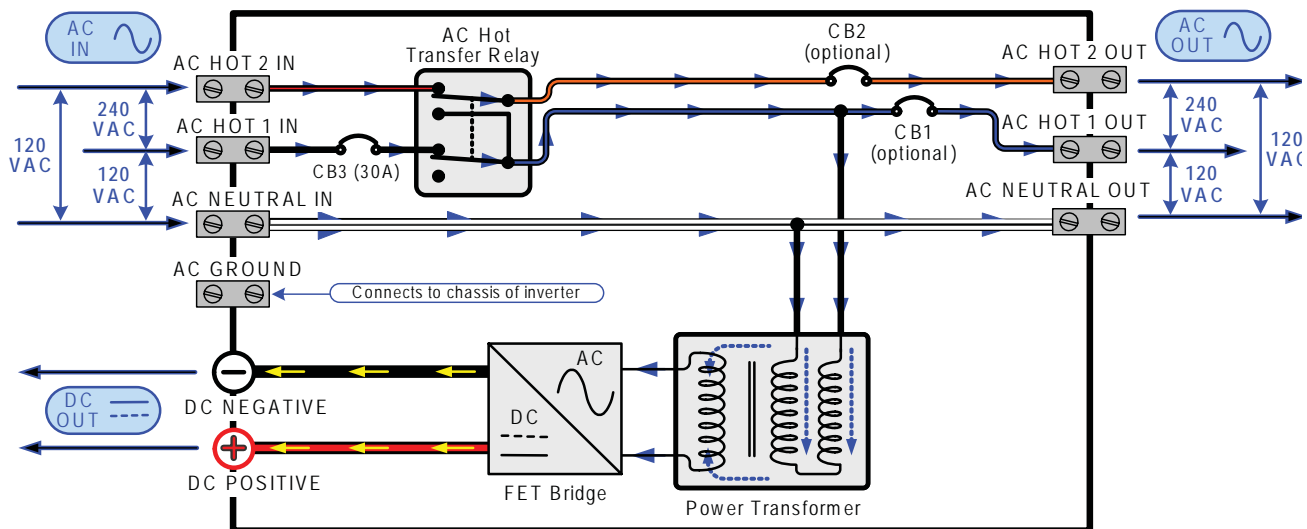 AC
IN
AC Hot
Transfer Relay
CB2
(optional)
AC
OUT
AC HOT 2 IN
AC HOT 2 OUT
240
VAC
AC HOT 1 IN
240
VAC
AC HOT 1 OUT
120
VAC
CB1
(optional)
120
VAC
120
VAC
CB3 (30A)
120
VAC
AC NEUTRAL IN
AC NEUTRAL OUT
AC GROUND
Connects to chassis of inverter
AC
DC
OUT
DC NEGATIVE
DC
DC POSITIVE
FET Bridge
Power Transformer